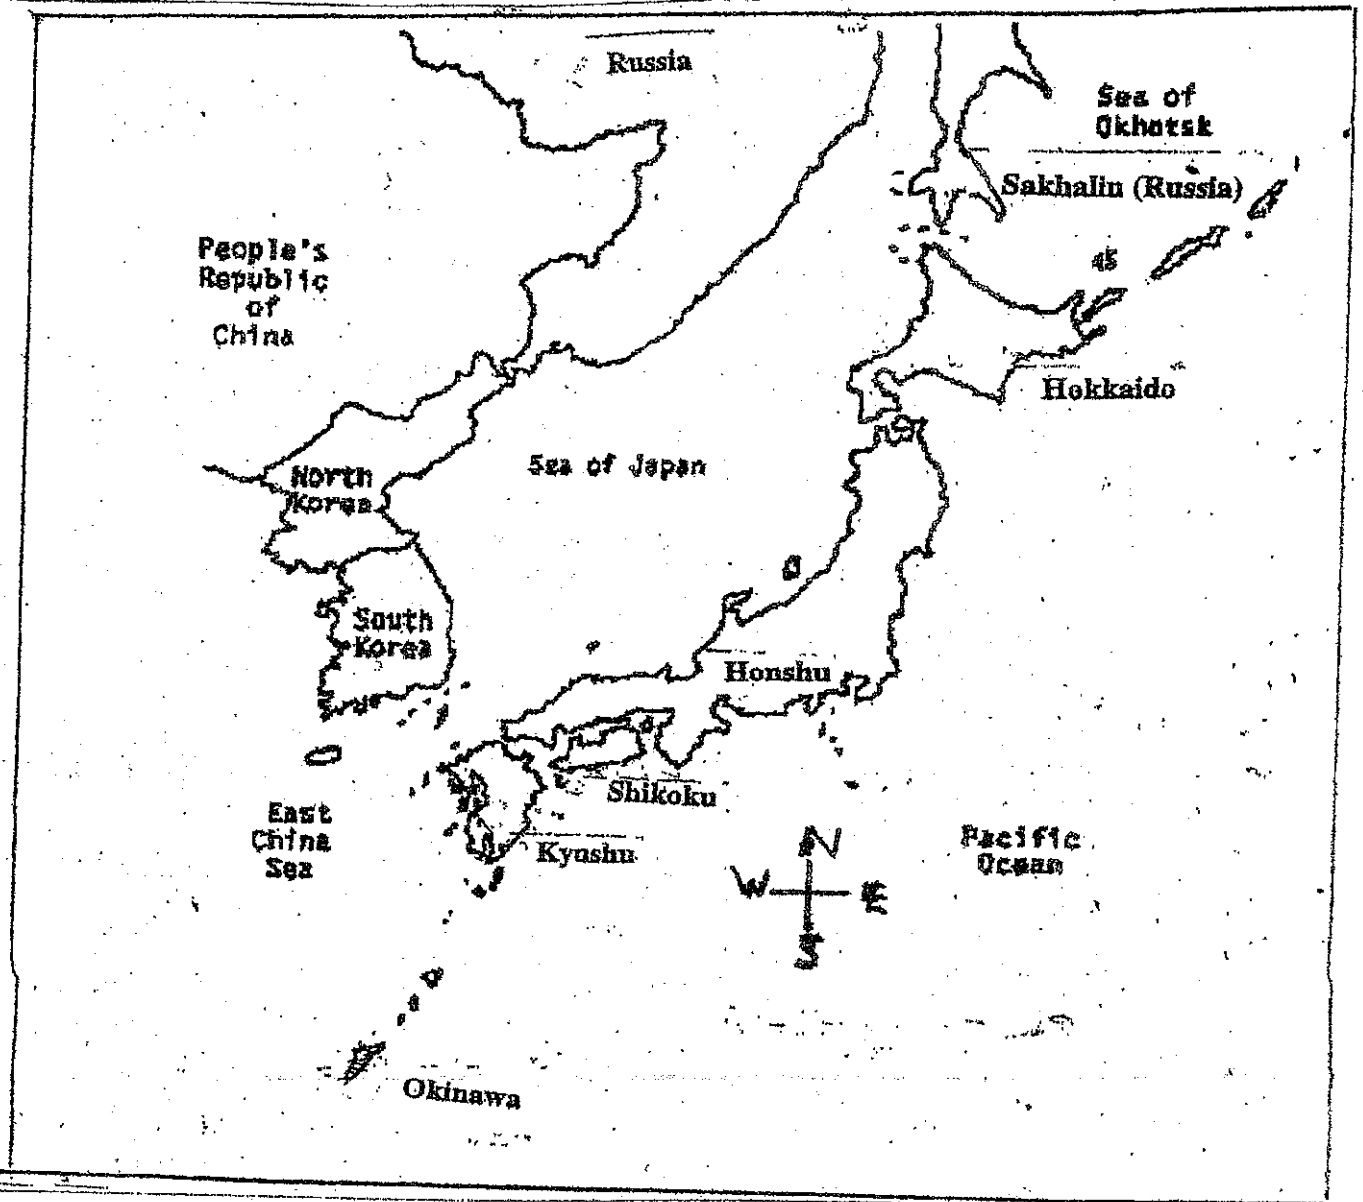 Russia
Sea of
Okhotsk
Sakhalin (Russia)
People's
Republic
of
China
Hokkaido
Sea of Japan
North
Korea
South
Korea
Honshu
Shikoku
East
China
Sea
Kyushu
Pacific
Ocean
N
W
E
S
Okinawa